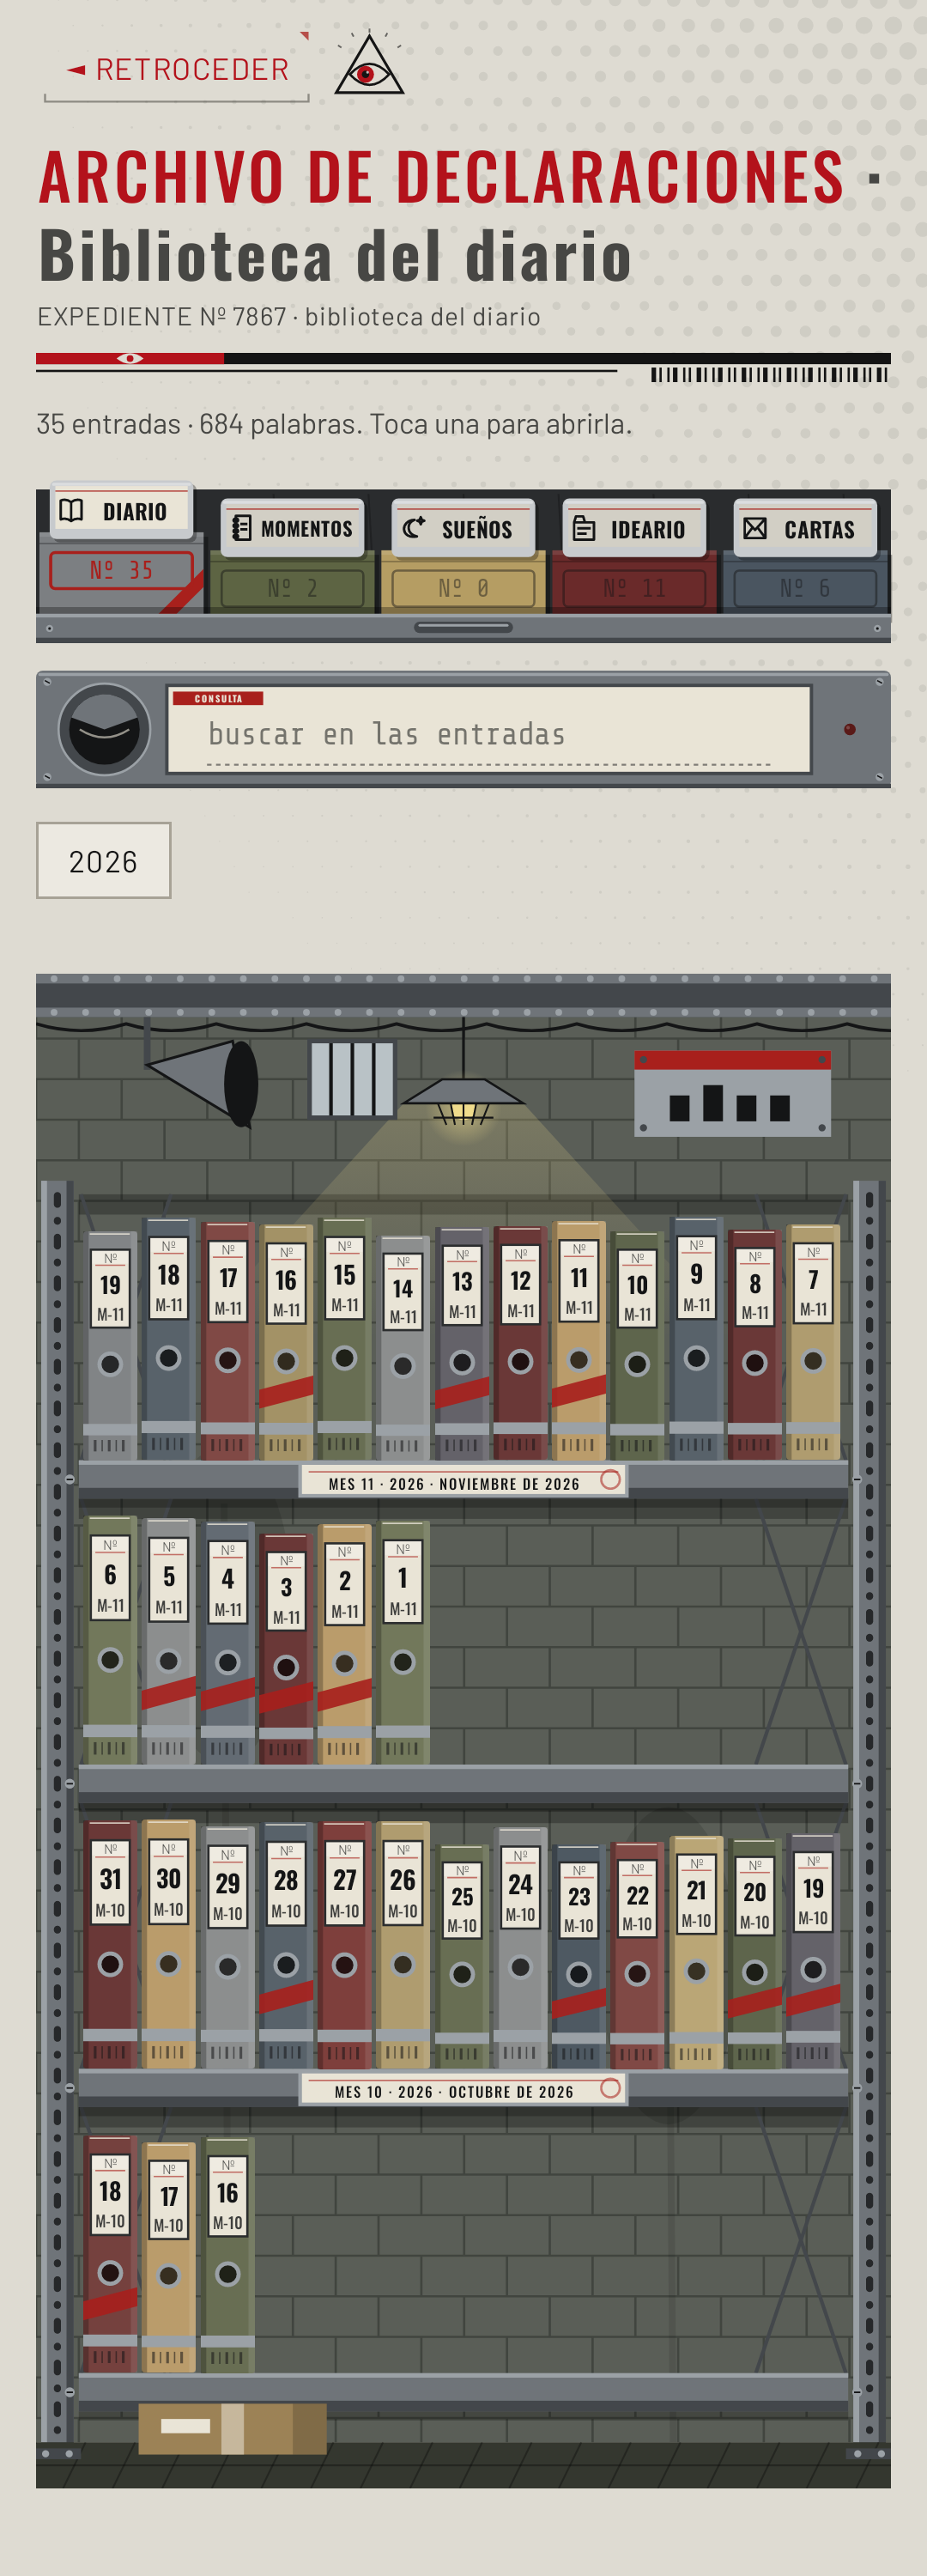 ◄ RETROCEDER
ARCHIVO DE DECLARACIONES ·
Biblioteca del diario
EXPEDIENTE Nº 7867 · biblioteca del diario
35 entradas · 684 palabras. Toca una para abrirla.
DIARIO MOMENTOS SUEÑOS IDEARIO CARTAS
Nº 35 Nº 2 Nº 0 Nº 11 Nº 6
CONSULTA
buscar en las entradas
2026
Nº Nº Nº Nº Nº Nº Nº Nº Nº Nº Nº Nº Nº
19 18 17 16 15 14 13 12 11 10 9 8 7
M-11 M-11 M-11 M-11 M-11 M-11 M-11 M-11 M-11 M-11 M-11 M-11 M-11
MES 11 · 2026 · NOVIEMBRE DE 2026
Nº Nº Nº Nº Nº Nº
6 5 4 3 2 1
M-11 M-11 M-11 M-11 M-11 M-11
Nº Nº Nº Nº Nº Nº Nº Nº Nº Nº Nº Nº Nº
31 30 29 28 27 26 25 24 23 22 21 20 19
M-10 M-10 M-10 M-10 M-10 M-10 M-10 M-10 M-10 M-10 M-10 M-10 M-10
MES 10 · 2026 · OCTUBRE DE 2026
Nº Nº Nº
18 17 16
M-10 M-10 M-10